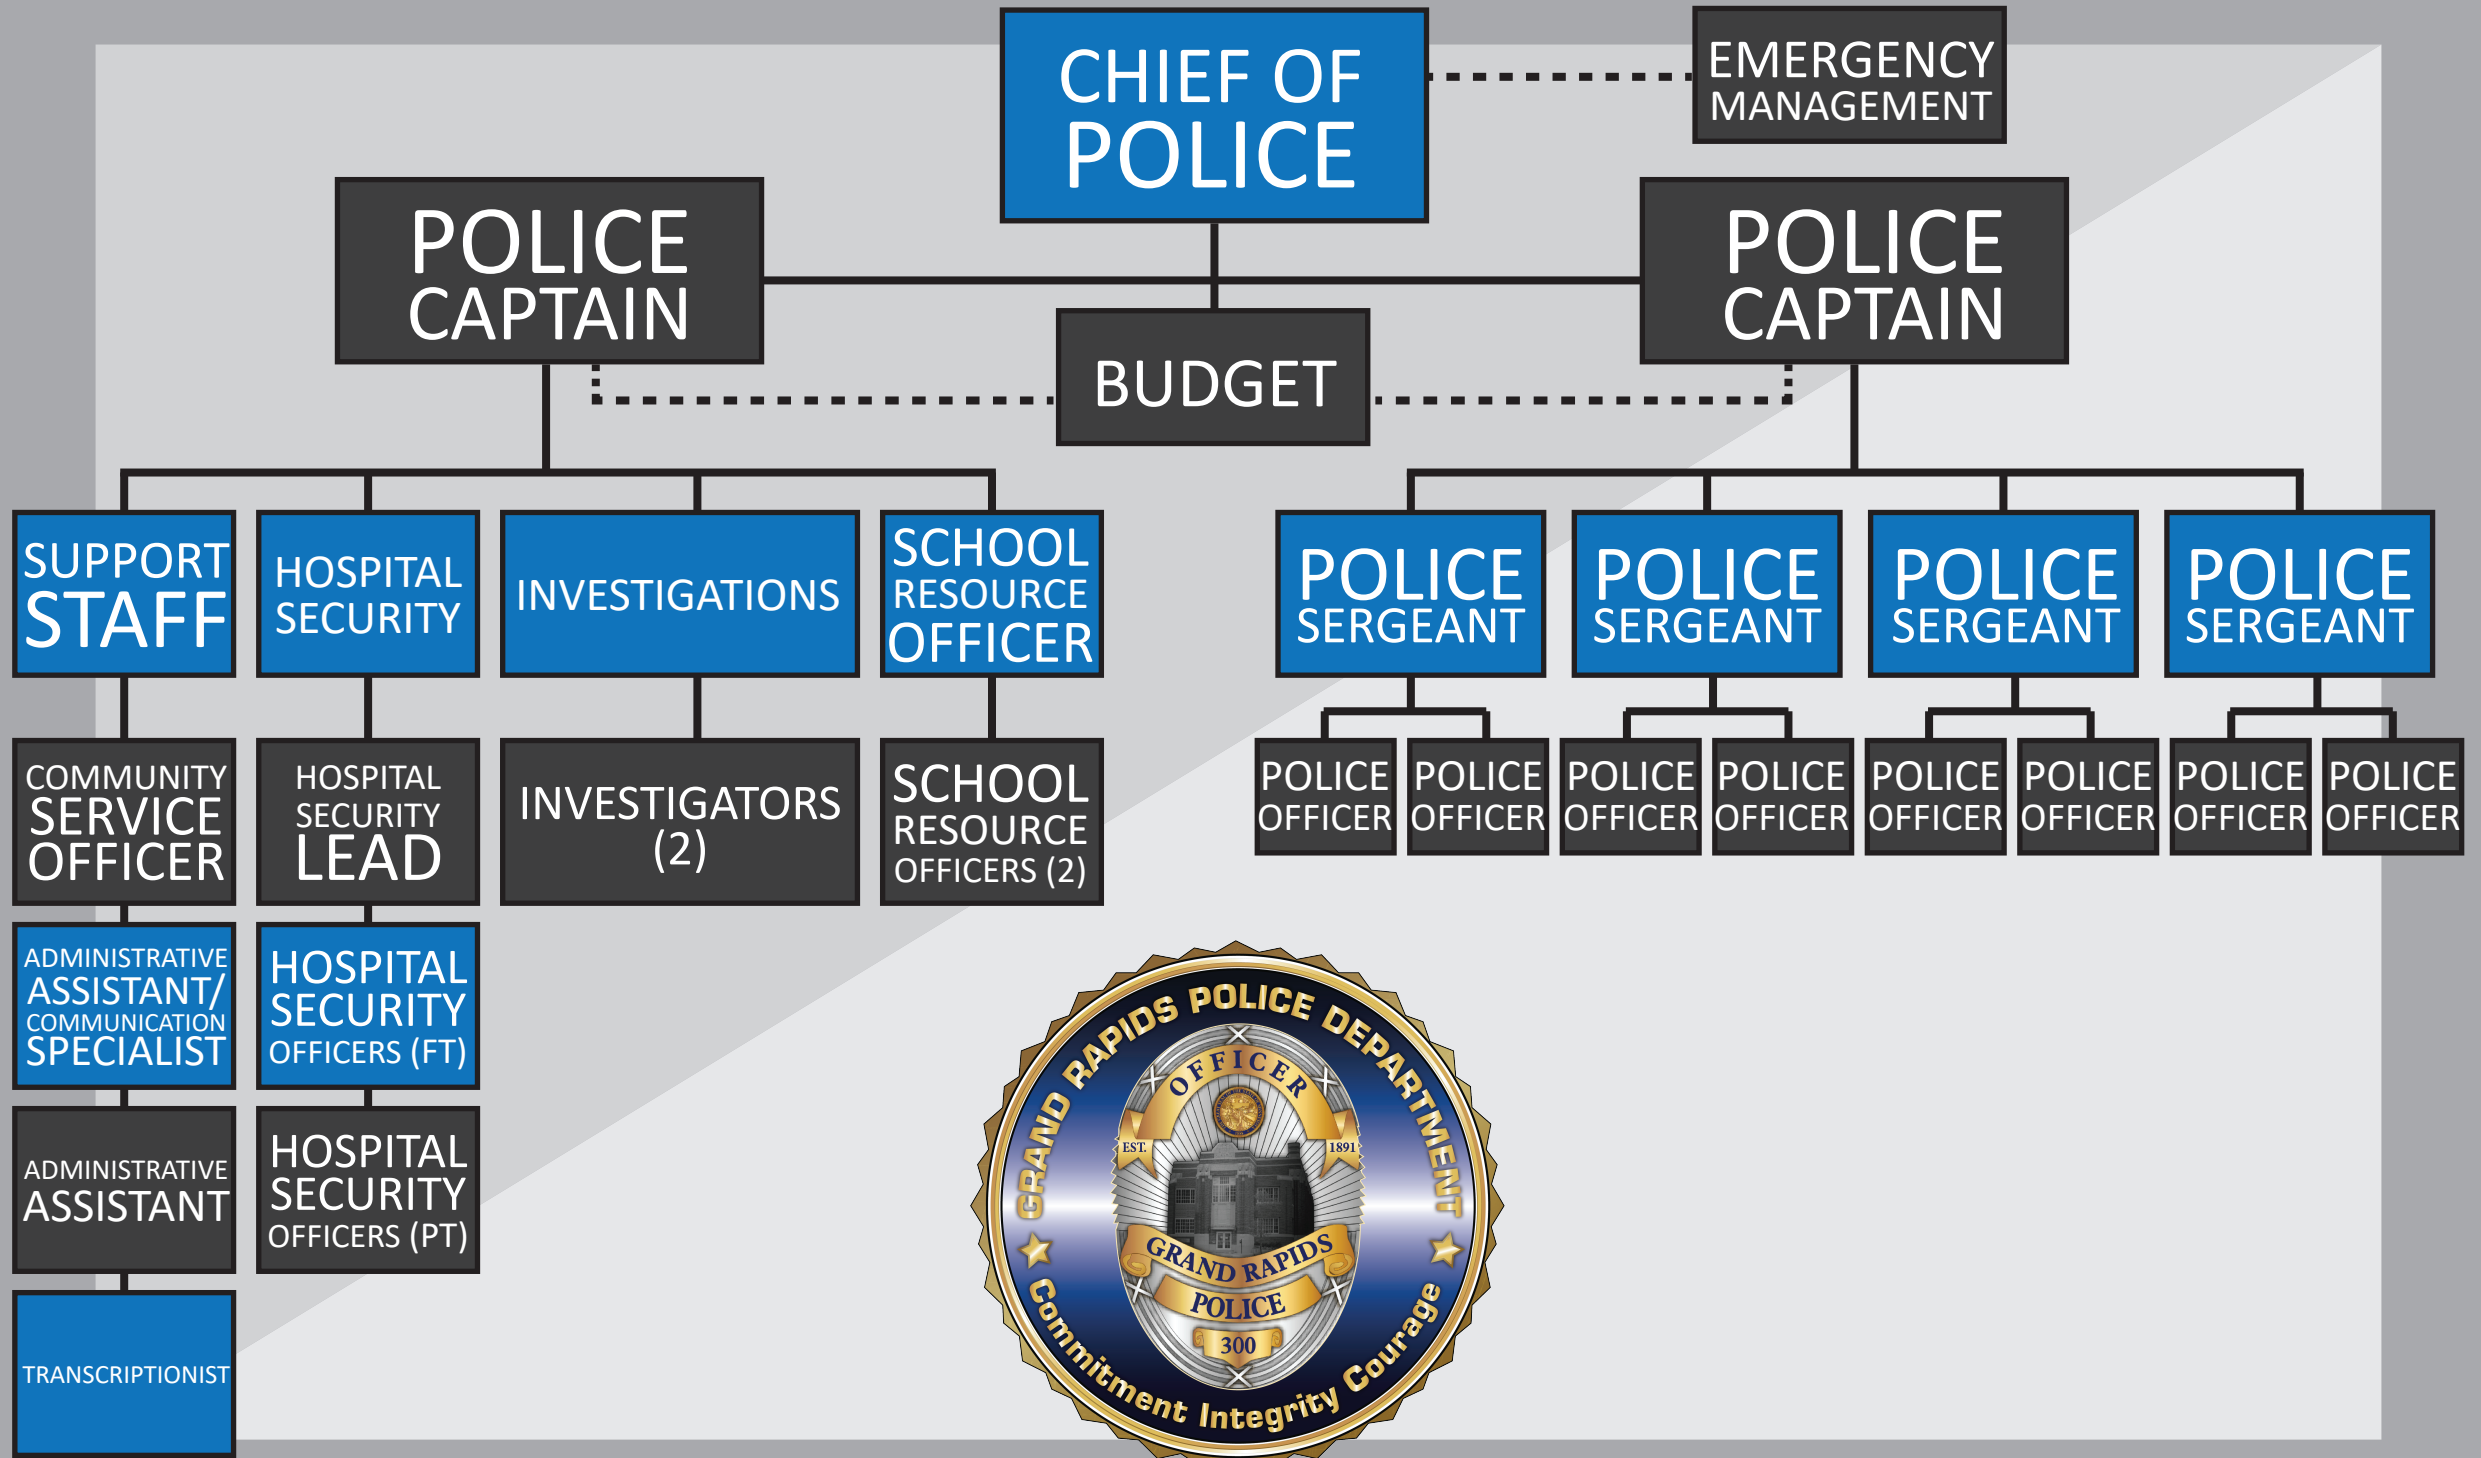 CHIEF OF
POLICE
EMERGENCY
MANAGEMENT
POLICE
CAPTAIN
POLICE
CAPTAIN
BUDGET
SUPPORT
STAFF
HOSPITAL
SECURITY
INVESTIGATIONS
SCHOOL
RESOURCE
OFFICER
POLICE
SERGEANT
POLICE
SERGEANT
POLICE
SERGEANT
POLICE
SERGEANT
COMMUNITY
SERVICE
OFFICER
HOSPITAL
SECURITY
LEAD
INVESTIGATORS
(2)
SCHOOL
RESOURCE
OFFICERS (2)
POLICE
OFFICER
POLICE
OFFICER
POLICE
OFFICER
POLICE
OFFICER
POLICE
OFFICER
POLICE
OFFICER
POLICE
OFFICER
POLICE
OFFICER
ADMINISTRATIVE
ASSISTANT/
COMMUNICATION
SPECIALIST
HOSPITAL
SECURITY
OFFICERS (FT)
ADMINISTRATIVE
ASSISTANT
HOSPITAL
SECURITY
OFFICERS (PT)
TRANSCRIPTIONIST
GRAND RAPIDS POLICE DEPARTMENT
OFFICER
EST. 1891
GRAND RAPIDS
POLICE
300
Commitment Integrity Courage